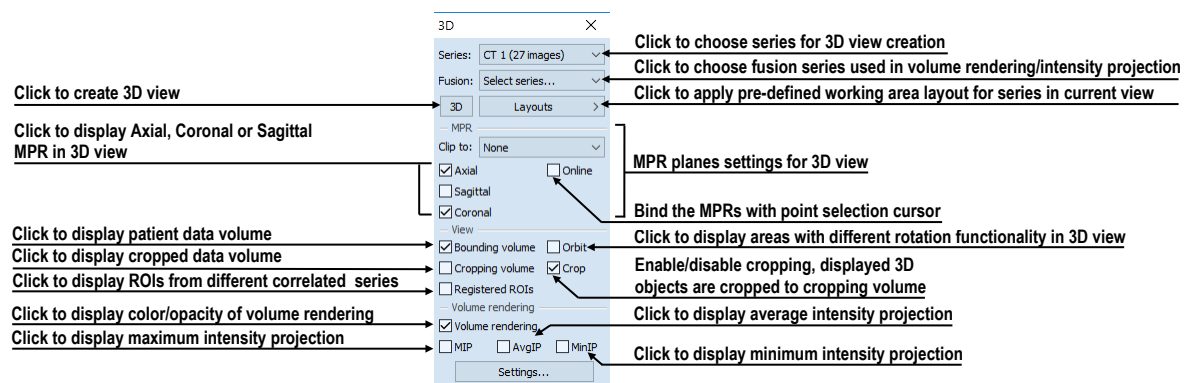 3D
Series: CT 1 (27 images)
Click to choose series for 3D view creation
Fusion: Select series...
Click to choose fusion series used in volume rendering/intensity projection
Click to create 3D view
3D Layouts
Click to apply pre-defined working area layout for series in current view
Click to display Axial, Coronal or Sagittal
MPR in 3D view
MPR
Clip to: None
Axial Online
Sagittal
Coronal
MPR planes settings for 3D view
Bind the MPRs with point selection cursor
Click to display patient data volume
View
Bounding volume Orbit
Click to display areas with different rotation functionality in 3D view
Click to display cropped data volume
Cropping volume Crop
Enable/disable cropping, displayed 3D
objects are cropped to cropping volume
Click to display ROIs from different correlated series
Registered ROIs
Volume rendering
Click to display color/opacity of volume rendering
Volume rendering
Click to display average intensity projection
Click to display maximum intensity projection
MIP AvgIP MinIP
Click to display minimum intensity projection
Settings...